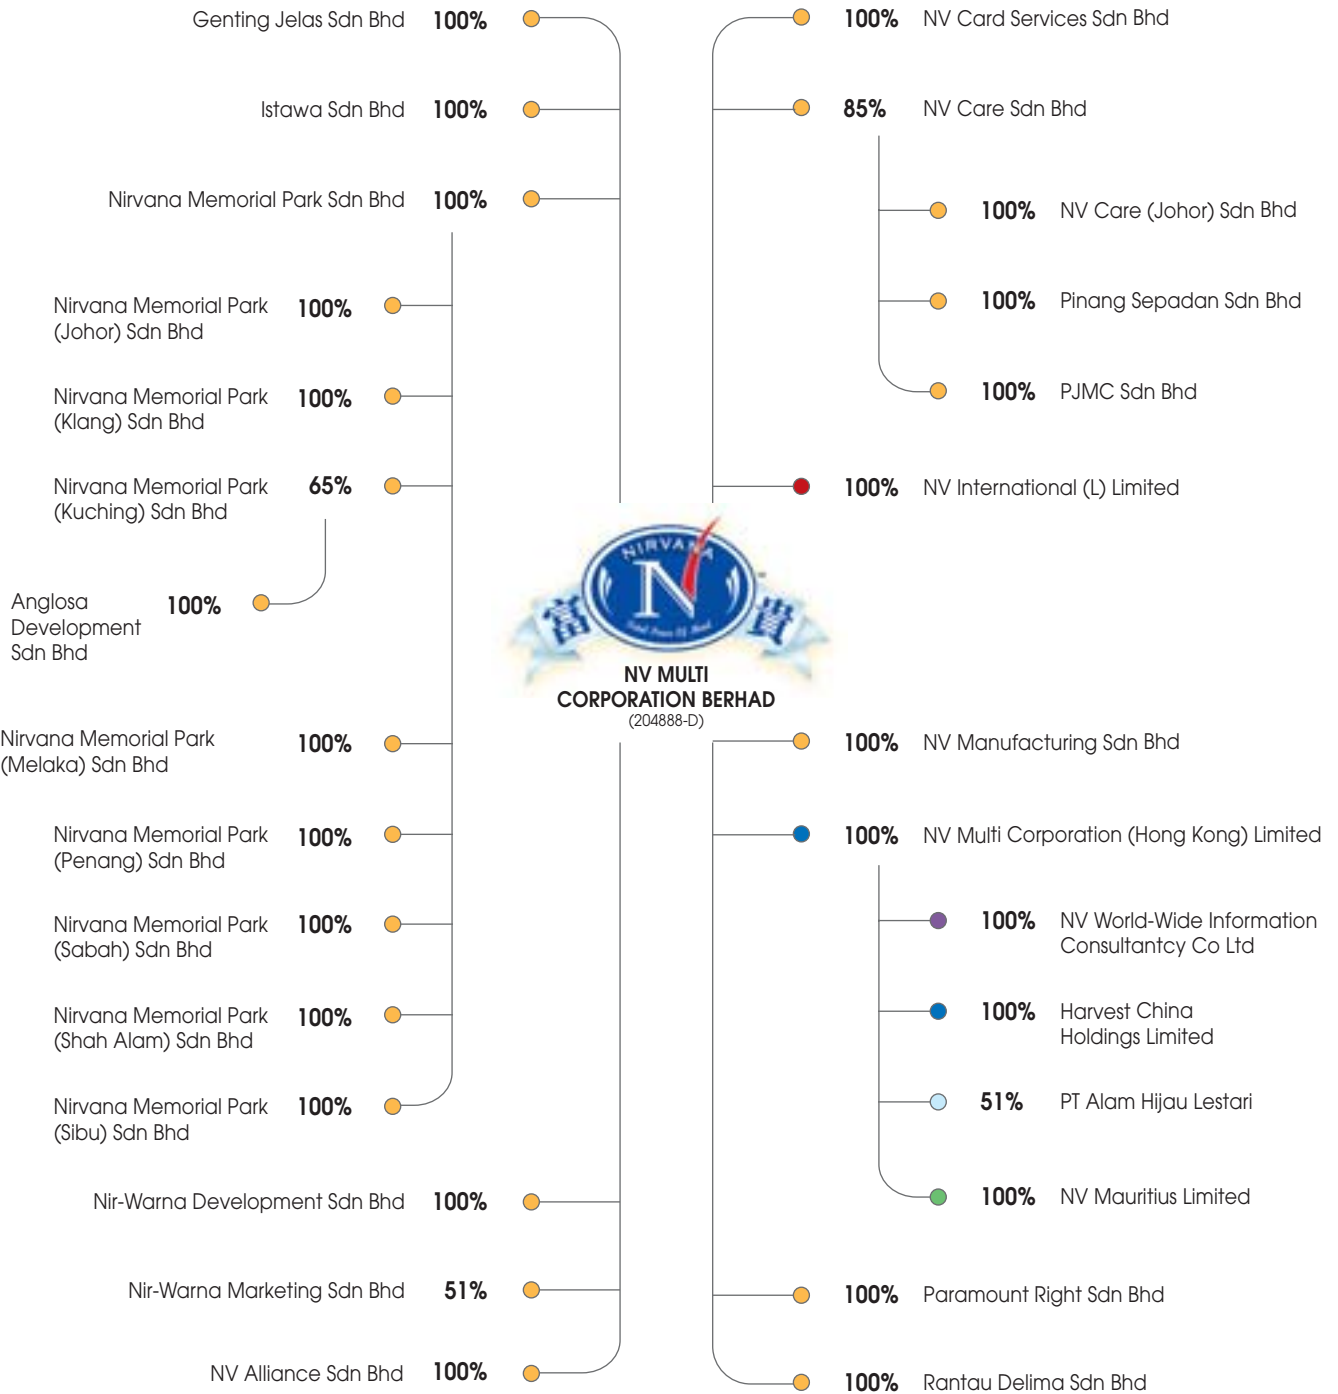 Genting Jelas Sdn Bhd 100%
Istawa Sdn Bhd 100%
Nirvana Memorial Park Sdn Bhd 100%
Nirvana Memorial Park 100%
(Johor) Sdn Bhd
Nirvana Memorial Park 100%
(Klang) Sdn Bhd
Nirvana Memorial Park 65%
(Kuching) Sdn Bhd
Anglosa 100%
Development
Sdn Bhd
Nirvana Memorial Park 100%
(Melaka) Sdn Bhd
Nirvana Memorial Park 100%
(Penang) Sdn Bhd
Nirvana Memorial Park 100%
(Sabah) Sdn Bhd
Nirvana Memorial Park 100%
(Shah Alam) Sdn Bhd
Nirvana Memorial Park 100%
(Sibu) Sdn Bhd
Nir-Warna Development Sdn Bhd 100%
Nir-Warna Marketing Sdn Bhd 51%
NV Alliance Sdn Bhd 100%
NIRVANA
N
富 貴
NV MULTI
CORPORATION BERHAD
(204888-D)
100% NV Card Services Sdn Bhd
85% NV Care Sdn Bhd
100% NV Care (Johor) Sdn Bhd
100% Pinang Sepadan Sdn Bhd
100% PJMC Sdn Bhd
100% NV International (L) Limited
100% NV Manufacturing Sdn Bhd
100% NV Multi Corporation (Hong Kong) Limited
100% NV World-Wide Information
Consultantcy Co Ltd
100% Harvest China
Holdings Limited
51% PT Alam Hijau Lestari
100% NV Mauritius Limited
100% Paramount Right Sdn Bhd
100% Rantau Delima Sdn Bhd